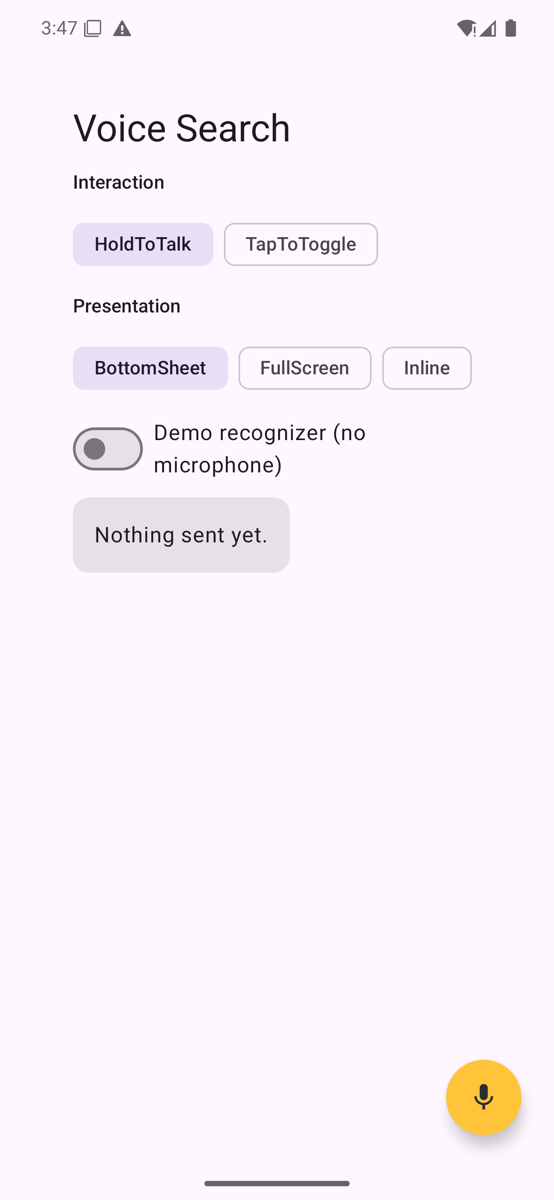 3:47
Voice Search
Interaction
HoldToTalk
TapToToggle
Presentation
BottomSheet
FullScreen
Inline
Demo recognizer (no
microphone)
Nothing sent yet.